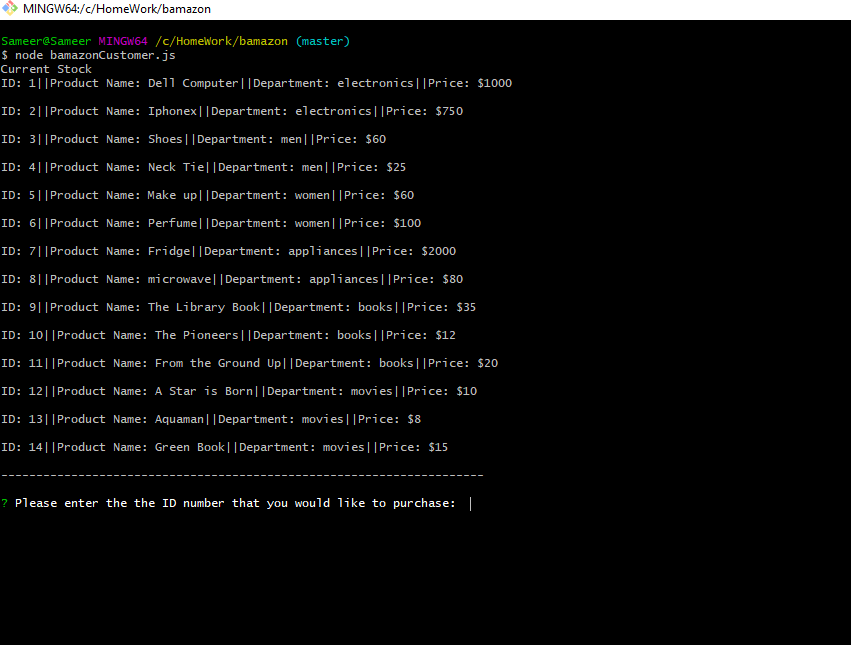 MINGW64:/c/HomeWork/bamazon
Sameer@Sameer MINGW64 /c/HomeWork/bamazon (master)
$ node bamazonCustomer.js
Current Stock
ID: 1||Product Name: Dell Computer||Department: electronics||Price: $1000
ID: 2||Product Name: Iphonex||Department: electronics||Price: $750
ID: 3||Product Name: Shoes||Department: men||Price: $60
ID: 4||Product Name: Neck Tie||Department: men||Price: $25
ID: 5||Product Name: Make up||Department: women||Price: $60
ID: 6||Product Name: Perfume||Department: women||Price: $100
ID: 7||Product Name: Fridge||Department: appliances||Price: $2000
ID: 8||Product Name: microwave||Department: appliances||Price: $80
ID: 9||Product Name: The Library Book||Department: books||Price: $35
ID: 10||Product Name: The Pioneers||Department: books||Price: $12
ID: 11||Product Name: From the Ground Up||Department: books||Price: $20
ID: 12||Product Name: A Star is Born||Department: movies||Price: $10
ID: 13||Product Name: Aquaman||Department: movies||Price: $8
ID: 14||Product Name: Green Book||Department: movies||Price: $15
---------------------------------------------------------------------
? Please enter the the ID number that you would like to purchase: